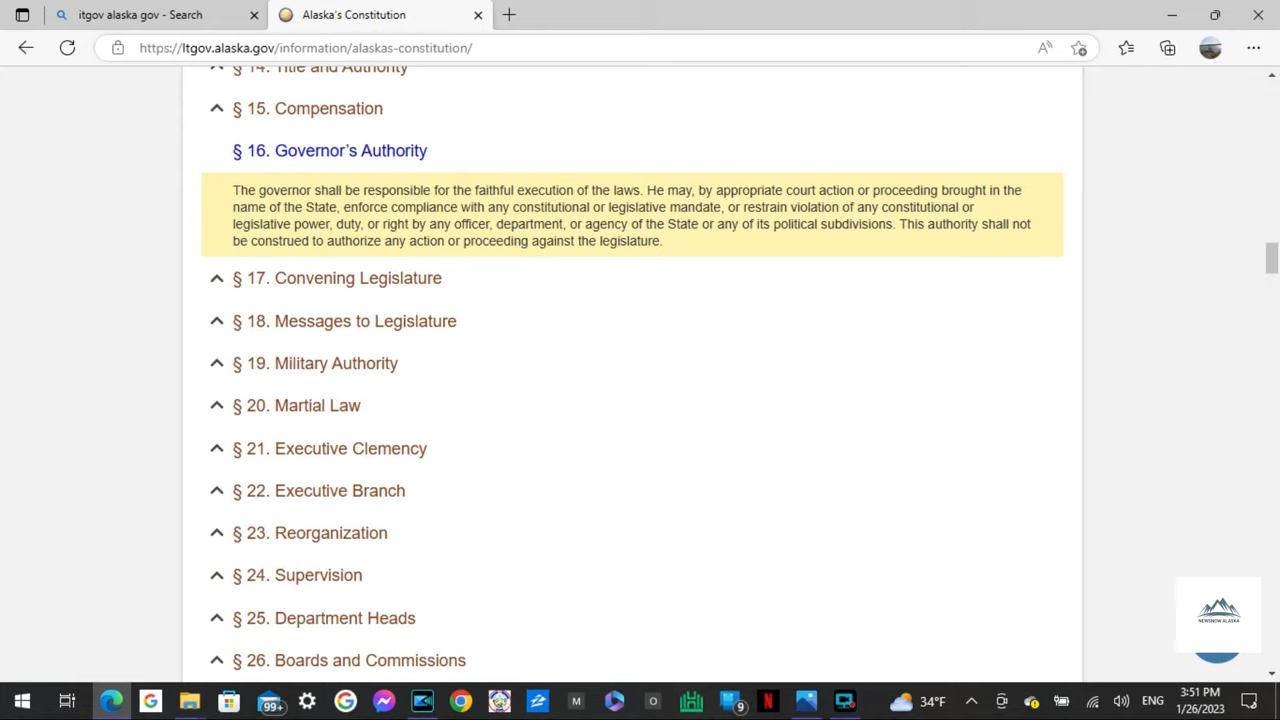 itgov alaska gov - Search
Alaska's Constitution
https://ltgov.alaska.gov/information/alaskas-constitution/
§ 14. Title and Authority
§ 15. Compensation
§ 16. Governor's Authority
The governor shall be responsible for the faithful execution of the laws. He may, by appropriate court action or proceeding brought in the
name of the State, enforce compliance with any constitutional or legislative mandate, or restrain violation of any constitutional or
legislative power, duty, or right by any officer, department, or agency of the State or any of its political subdivisions. This authority shall not
be construed to authorize any action or proceeding against the legislature.
§ 17. Convening Legislature
§ 18. Messages to Legislature
§ 19. Military Authority
§ 20. Martial Law
§ 21. Executive Clemency
§ 22. Executive Branch
§ 23. Reorganization
§ 24. Supervision
§ 25. Department Heads
§ 26. Boards and Commissions
NEWSNOW ALASKA
99+
M
O
9
N
34°F
ENG
3:51 PM
1/26/2023